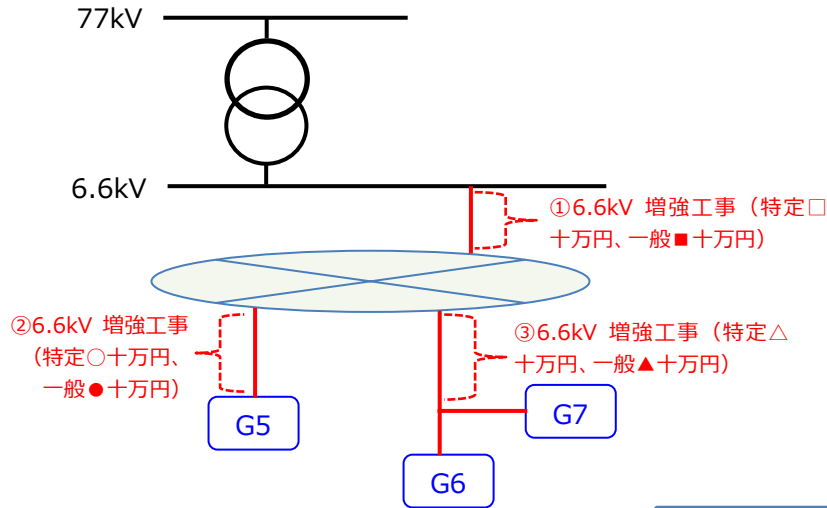 77kV
6.6kV
①6.6kV 増強工事（特定□
十万円、一般■十万円）
②6.6kV 増強工事
（特定○十万円、
一般●十万円）
③6.6kV 増強工事（特定△
十万円、一般▲十万円）
G5
G7
G6